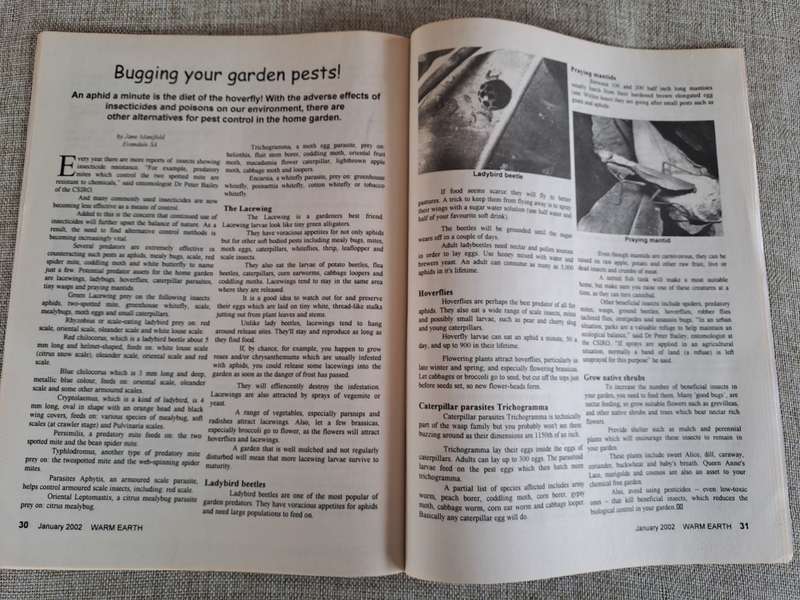 Bugging your garden pests!
An aphid a minute is the diet of the hoverfly! With the adverse effects of
insecticides and poisons on our environment, there are
other alternatives for pest control in the home garden.
by Jane Mansfield
Evandale SA
Every year there are more reports of insects showing
insecticide resistance. "For example, predatory
mites which control the two spotted mite are
resistant to chemicals," said entomologist Dr Peter Bailey
of the CSIRO.
And many commonly used insecticides are now
becoming less effective as a means of control.
Added to this is the concern that continued use of
insecticides will further upset the balance of nature. As a
result, the need to find alternative control methods is
becoming increasingly vital.
Several predators are extremely effective in
counteracting such pests as aphids, mealy bugs, scale, red
spider mite, coddling moth and white butterfly to name
just a few. Potential pest assets for the home garden
are lacewings, ladybugs, hoverflies, caterpillar parasites,
tiny wasps and praying mantids.
Green Lacewing prey on the following insects
aphids, two-spotted mite, greenhouse whitefly, scale,
mealybugs, moth eggs and small caterpillars.
Rhyzobius or scale-eating ladybird prey on: red
scale, oriental scale, oleander scale and white louse scale.
Red chilocorus, which is a ladybird beetle about 5
mm long and helmet-shaped, feeds on: white louse scale
(citrus snow scale), oleander scale, oriental scale and red
scale.
Blue chilocorus which is 3 mm long and deep,
metallic blue colour, feeds on: oriental scale, oleander
scale and some other armoured scales.
Cryptolaemus, which is a kind of ladybird, is 4
mm long, oval in shape with an orange head and black
wing covers, feeds on: various species of mealybug, soft
scales (at crawler stage) and Pulvinaria scales.
Persimilis, a predatory mite feeds on: the two
spotted mite and the bean spider mite.
Typhlodromus, another type of predatory mite
prey on: the twospotted mite and the web-spinning spider
mites.
Parasites Aphytis, an armoured scale parasite,
helps control armoured scale insects, including: red scale.
Oriental Leptomastix, a citrus mealybug parasite
prey on: citrus mealybug.
30 January 2002 WARM EARTH
Trichogramma, a moth egg parasite, prey on:
heliothis, fruit stem borer, coddling moth, oriental fruit
moth, macadamia flower caterpillar, lightbrown apple
moth, cabbage moth and loopers.
Encarsia, a whitefly parasite, prey on: greenhouse
whitefly, poinsettia whitefly, cotton whitefly or tobacco
whitefly.
The Lacewing
The Lacewing is a gardeners best friend.
Lacewing larvae look like tiny green alligators.
They have voracious appetites for not only aphids
but for other soft bodied pests including mealy bugs, mites,
moth eggs, caterpillars, whiteflies, thrip, leafhopper and
scale insects.
They also eat the larvae of potato beetles, flea
beetles, caterpillars, corn earworms, cabbage loopers and
coddling moths. Lacewings tend to stay in the same area
where they are released.
It is a good idea to watch out for and preserve
their eggs which are laid on tiny white, thread-like stalks
jutting out from plant leaves and stems.
Unlike lady beetles, lacewings tend to hang
around release sites. They'll stay and reproduce as long as
they find food.
If, by chance, for example, you happen to grow
roses and/or chrysanthemums which are usually infested
with aphids, you could release some lacewings into the
garden as soon as the danger of frost has passed.
They will effiencently destroy the infestation.
Lacewings are also attracted by sprays of vegemite or
yeast.
A range of vegetables, especially parsnips and
radishes attract lacewings. Also, let a few brassicas,
especially broccoli go to flower, as the flowers will attract
hoverflies and lacewings.
A garden that is well mulched and not regularly
disturbed will mean that more lacewing larvae survive to
maturity.
Ladybird beetles
Ladybird beetles are one of the most popular of
garden predators. They have voracious appetites for aphids
and need large populations to feed on.
Ladybird beetle
If food seems scarce they will fly to better
pastures. A trick to keep them from flying away is to spray
their wings with a sugar water solution (use half water and
half of your favourite soft drink).
The beetles will be grounded until the sugar
wears off in a couple of days.
Adult ladybeetles need nectar and pollen sources
in order to lay eggs. Use honey mixed with water and
brewers yeast. An adult can consume as many as 5,000
aphids in it's lifetime.
Hoverflies
Hoverflies are perhaps the best predator of all for
aphids. They also eat a wide range of scale insects, mites
and possibly small larvae, such as pear and cherry slug
and young caterpillars.
Hoverfly larvae can eat an aphid a minute, 50 a
day, and up to 900 in their lifetime.
Flowering plants attract hoverflies, particularly in
late winter and spring, and especially flowering brassicas.
Let cabbages or broccoli go to seed, but cut off the tops just
before seeds set, so new flower-heads form.
Caterpillar parasites Trichogramma
Caterpillar parasites Trichogramma is technically
part of the wasp family but you probably won't see them
buzzing around as their dimensions are 1150th of an inch.
Trichogramma lay their eggs inside the eggs of
caterpillars. Adults can lay up to 300 eggs. The parasitoid
larvae feed on the pest eggs which then hatch more
trichogramma.
A partial list of species affected includes army
worm, peach borer, coddling moth, corn borer, gypsy
moth, cabbage worm, corn ear worm and cabbage looper.
Basically any caterpillar egg will do.
Praying mantids
Between 100 and 200 half inch long mantises
usually hatch from their hardened brown elongated egg
case. Within hours they are going after small pests such as
gnats and aphids.
Praying mantid
Even though mantids are carnivorous, they can be
raised on raw apple, potato and other raw fruit, live or
dead insects and crumbs of meat.
A small fish tank will make a most suitable
home, but make sure you raise one of these creatures at a
time, as they can turn cannibal.
Other beneficial insects include spiders, predatory
mites, wasps, ground beetles, hoverflies, robber flies
tachinid flies, centipedes and assassin bugs. "In an urban
situation, parks are a valuable refuge to help maintain an
ecological balance," said Dr Peter Bailey, entomologist at
the CSIRO. "If sprays are applied in an agricultural
situation, normally a band of land (a refuse) is left
unsprayed for this purpose" he said.
Grow native shrubs
To increase the number of beneficial insects in
your garden, you need to feed them. Many 'good bugs', are
nectar feeding, so grow suitable flowers such as grevilleas,
and other native shrubs and trees which bear nectar rich
flowers.
Provide shelter such as mulch and perennial
plants which will encourage these insects to remain in
your garden.
These plants include sweet Alice, dill, caraway,
coriander, buckwheat and baby's breath. Queen Anne's
Lace, marigolds and cosmos are also an asset to your
chemical free garden.
Also, avoid using pesticides – even low-toxic
ones – that kill beneficial insects, which reduces the
biological control in your garden.
January 2002 WARM EARTH 31